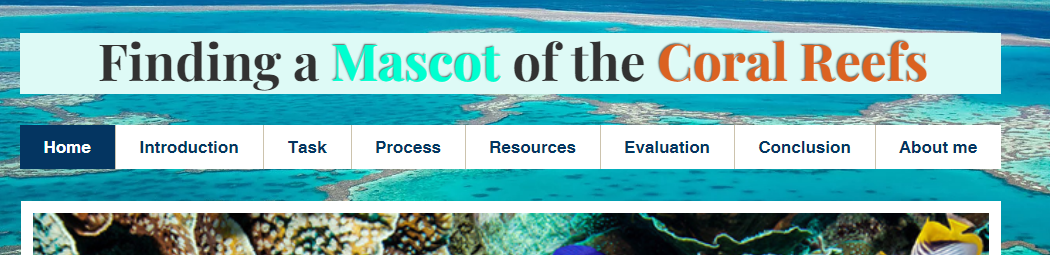 Finding a Mascot of the Coral Reefs
Home Introduction Task Process Resources Evaluation Conclusion About me